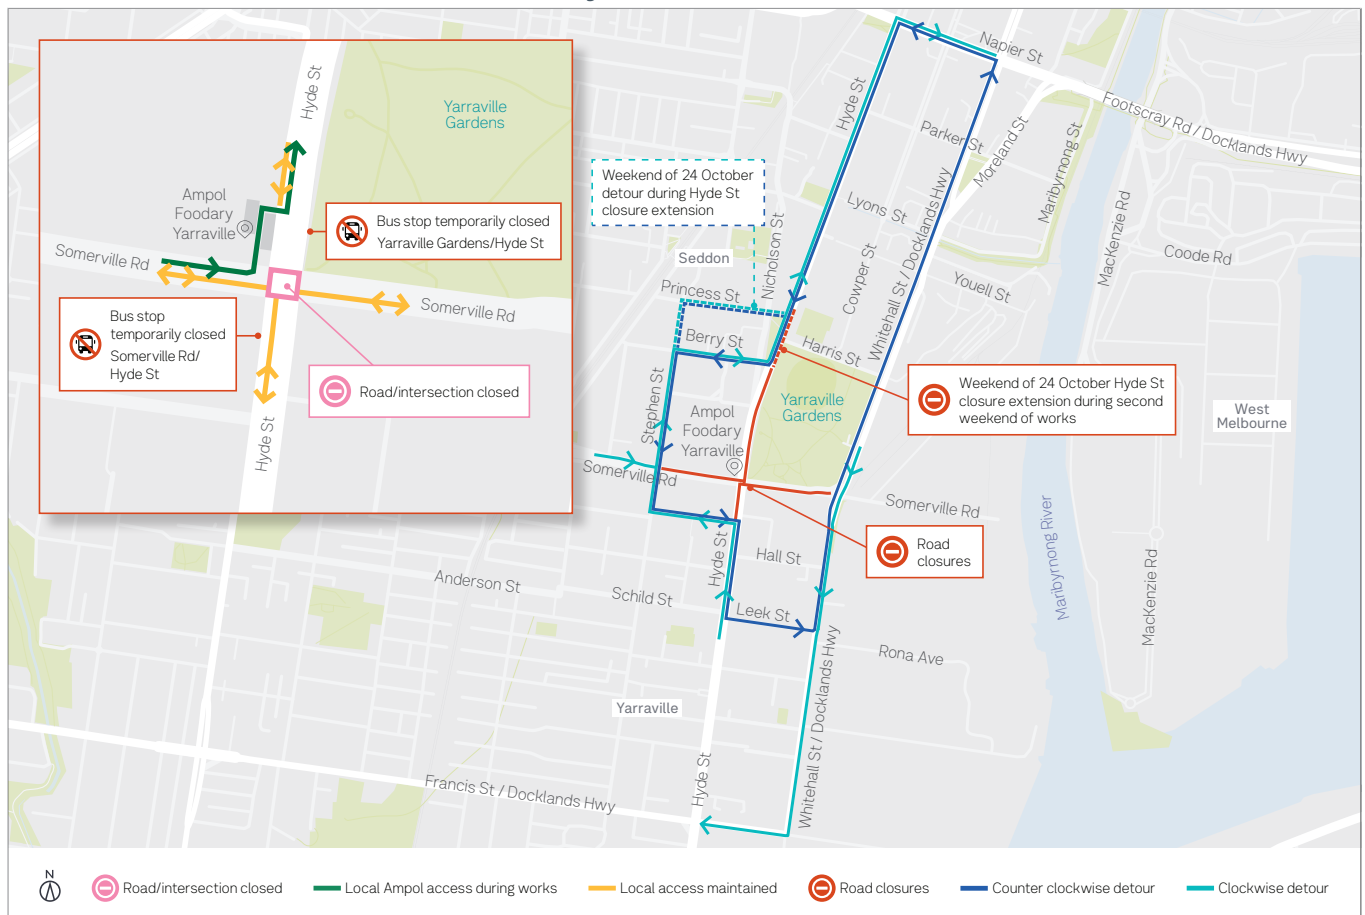 Hyde St
Yarraville
Gardens
Ampol
Foodary
Yarraville
Bus stop temporarily closed
Yarraville Gardens/Hyde St
Somerville Rd
Somerville Rd
Bus stop
temporarily closed
Somerville Rd/
Hyde St
Road/intersection closed
Hyde St
Napier St
Footscray Rd / Docklands Hwy
Hyde St
Parker St
Moreland St
Maribyrnong St
Weekend of 24 October
detour during Hyde St
closure extension
Lyons St
Whitehall St / Docklands Hwy
MacKenzie Rd
Coode Rd
Seddon
Nicholson St
Cowper St
Youell St
Princess St
Berry St
Harris St
Weekend of 24 October Hyde St
closure extension during second
weekend of works
Stephen St
Ampol
Foodary
Yarraville
Yarraville
Gardens
West
Melbourne
Somerville Rd
Somerville Rd
Maribyrnong River
Road
closures
Hyde St
Hall St
MacKenzie Rd
Anderson St
Schild St
Leek St
Rona Ave
Whitehall St / Docklands Hwy
Yarraville
Hyde St
Francis St / Docklands Hwy
N
Road/intersection closed
Local Ampol access during works
Local access maintained
Road closures
Counter clockwise detour
Clockwise detour